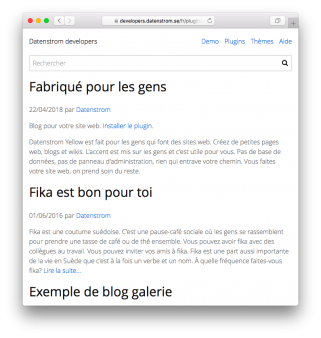 developers.datenstrom.se/fr/plugin
Datenstrom developers
Demo Plugins Thèmes Aide
Rechercher
Fabriqué pour les gens
22/04/2018 par Datenstrom
Blog pour votre site web. Installer le plugin.
Datenstrom Yellow est fait pour les gens qui font des sites web. Créez de petites pages
web, blogs et wikis. L'accent est mis sur les gens et c'est utile pour vous. Pas de base de
données, pas de panneau d'administration, rien qui entrave votre chemin. Vous faites
votre site web, on prend soin du reste.
Fika est bon pour toi
01/06/2016 par Datenstrom
Fika est une coutume suédoise. C'est une pause-café sociale où les gens se rassemblent
pour prendre une tasse de café ou de thé ensemble. Vous pouvez avoir fika avec des
collègues au travail. Vous pouvez inviter vos amis à fika. Fika est une part aussi importante
de la vie en Suède que c'est à la fois un verbe et un nom. À quelle fréquence faites-vous
fika? Lire la suite…
Exemple de blog galerie